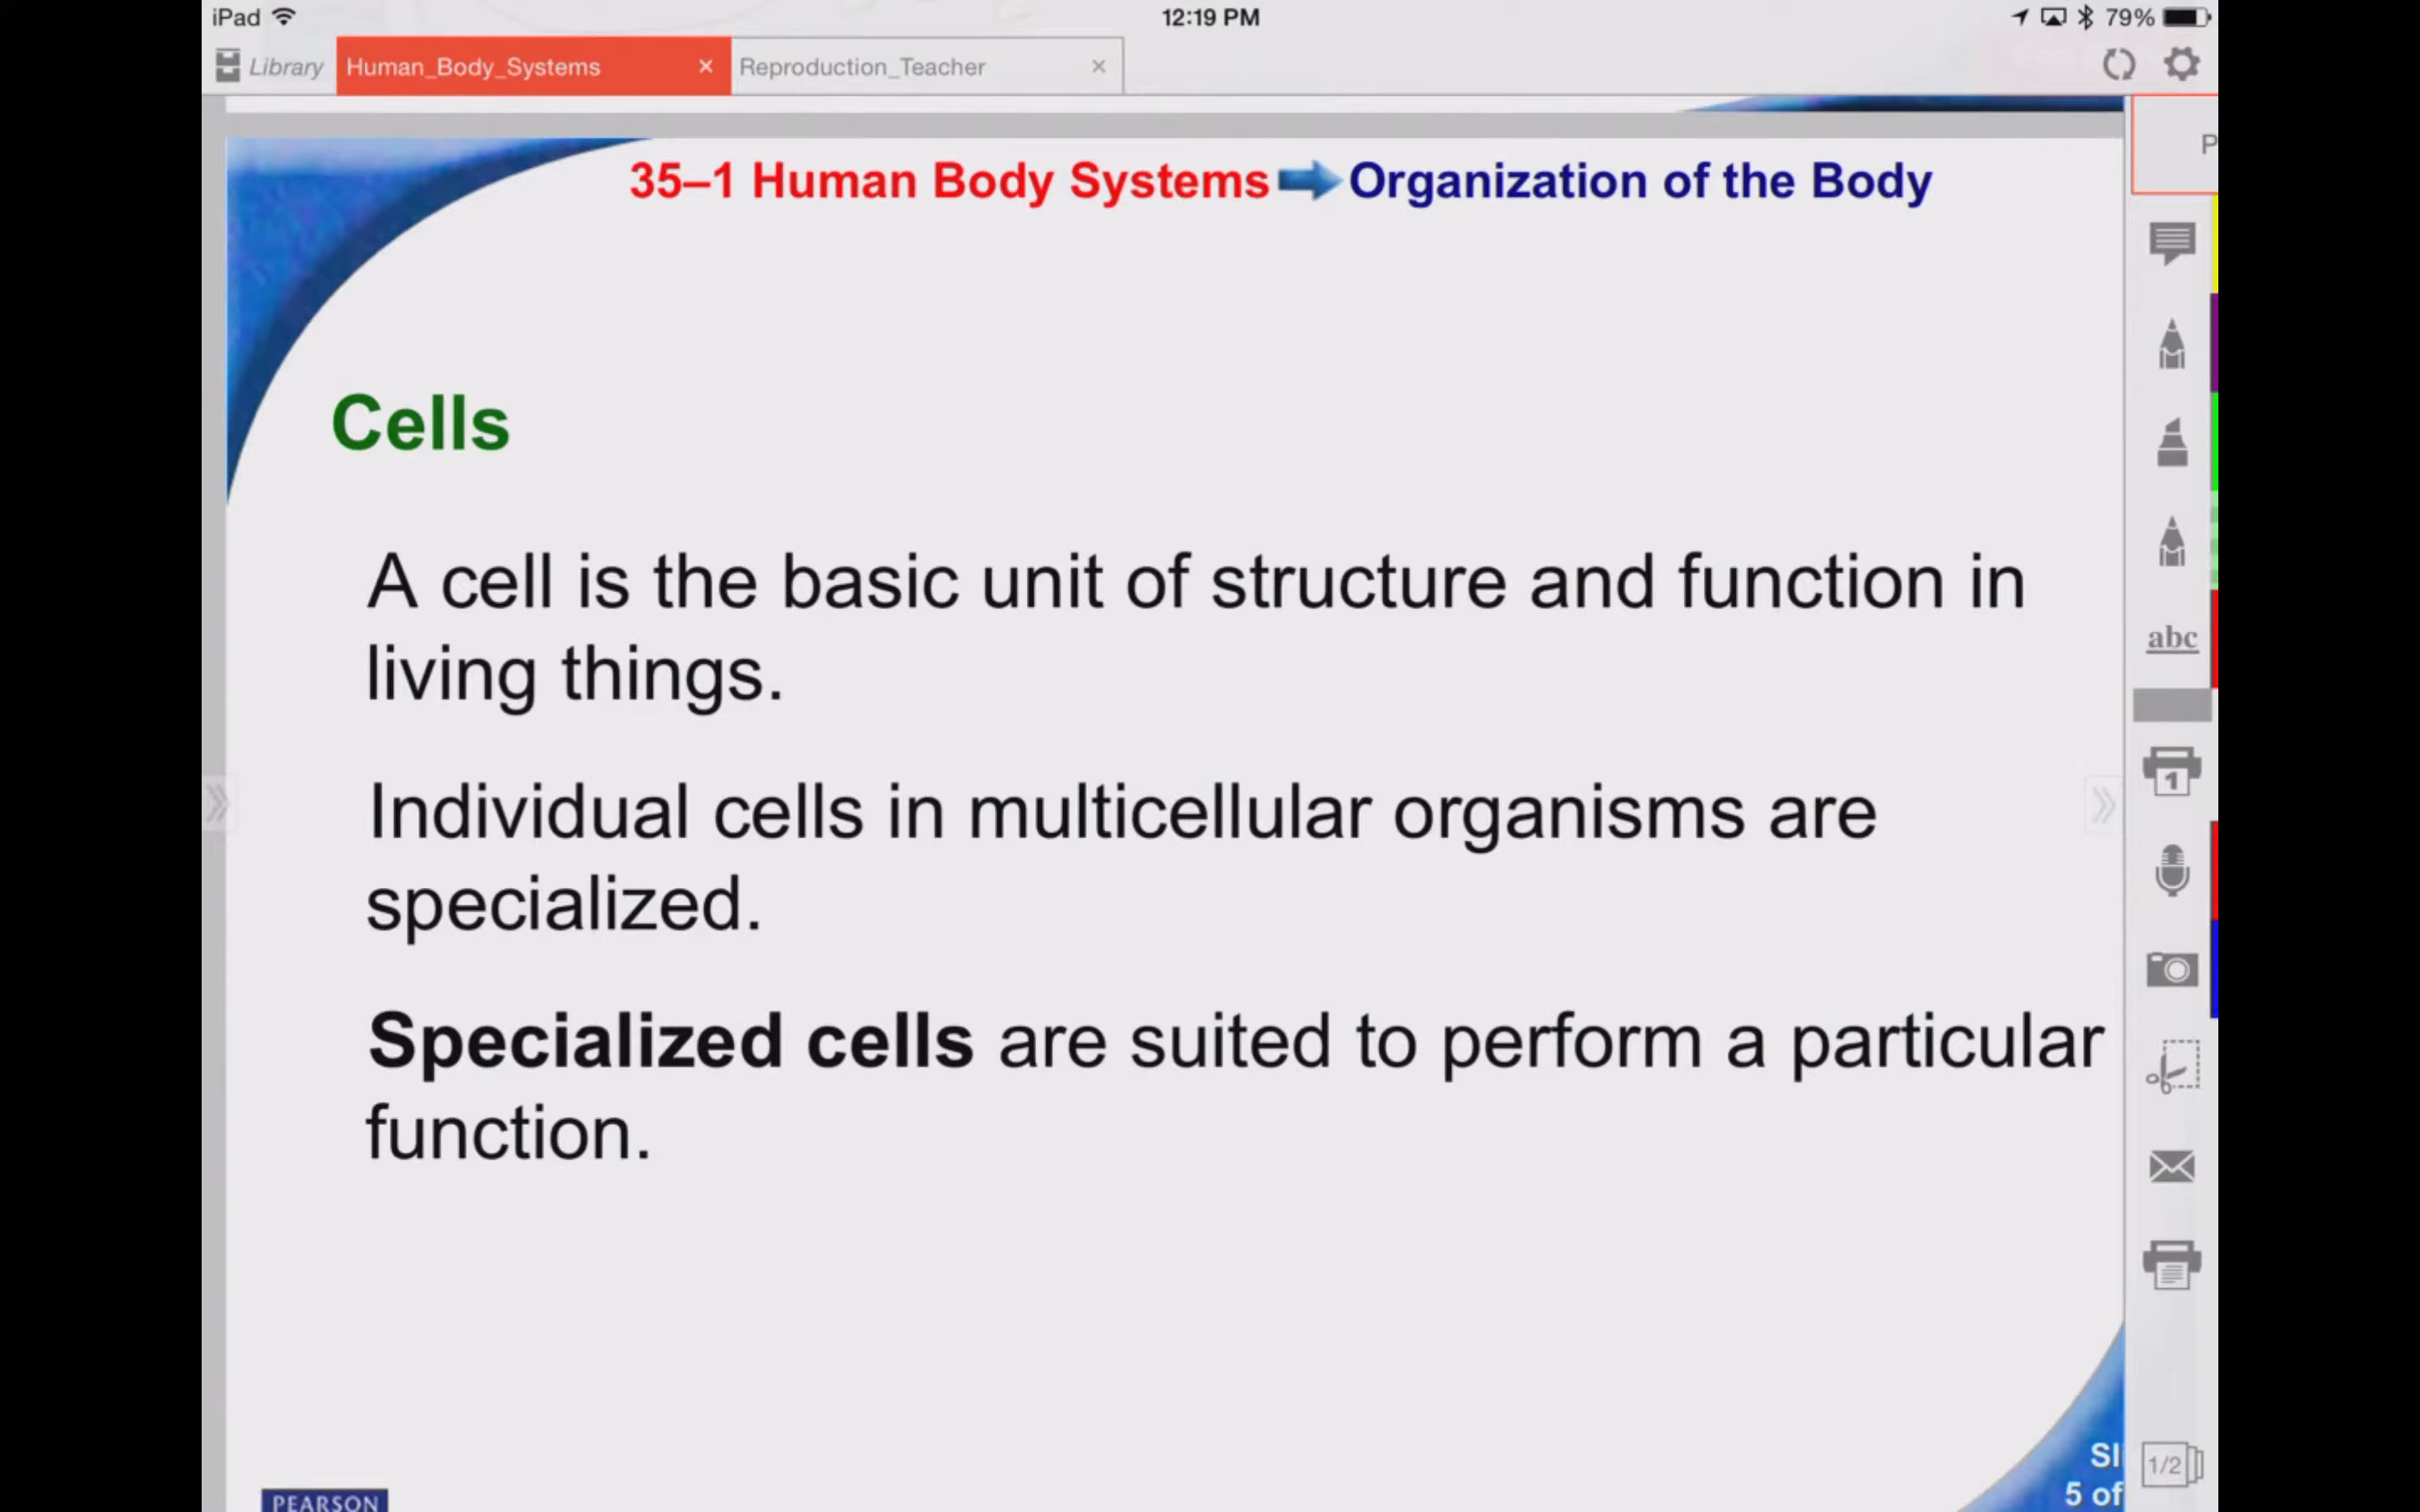 iPad 12:19 PM 79%
Library Human_Body_Systems × Reproduction_Teacher ×
P
35–1 Human Body Systems Organization of the Body
Cells
A cell is the basic unit of structure and function in
living things.
Individual cells in multicellular organisms are
specialized.
Specialized cells are suited to perform a particular
function.
abc
1
Sl
5 of
1/2
PEARSON